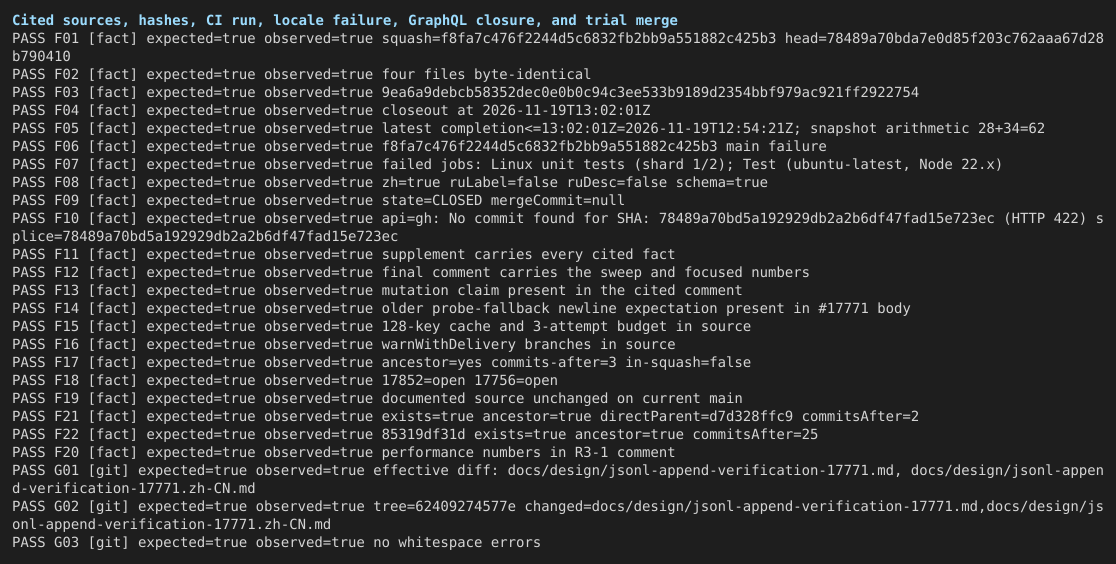 Cited sources, hashes, CI run, locale failure, GraphQL closure, and trial merge
PASS F01 [fact] expected=true observed=true squash=f8fa7c476f2244d5c6832fb2bb9a551882c425b3 head=78489a70bda7e0d85f203c762aaa67d28
b790410
PASS F02 [fact] expected=true observed=true four files byte-identical
PASS F03 [fact] expected=true observed=true 9ea6a9debcb58352dec0e0b0c94c3ee533b9189d2354bbf979ac921ff2922754
PASS F04 [fact] expected=true observed=true closeout at 2026-11-19T13:02:01Z
PASS F05 [fact] expected=true observed=true latest completion<=13:02:01Z=2026-11-19T12:54:21Z; snapshot arithmetic 28+34=62
PASS F06 [fact] expected=true observed=true f8fa7c476f2244d5c6832fb2bb9a551882c425b3 main failure
PASS F07 [fact] expected=true observed=true failed jobs: Linux unit tests (shard 1/2); Test (ubuntu-latest, Node 22.x)
PASS F08 [fact] expected=true observed=true zh=true ruLabel=false ruDesc=false schema=true
PASS F09 [fact] expected=true observed=true state=CLOSED mergeCommit=null
PASS F10 [fact] expected=true observed=true api=gh: No commit found for SHA: 78489a70bd5a192929db2a2b6df47fad15e723ec (HTTP 422) s
plice=78489a70bd5a192929db2a2b6df47fad15e723ec
PASS F11 [fact] expected=true observed=true supplement carries every cited fact
PASS F12 [fact] expected=true observed=true final comment carries the sweep and focused numbers
PASS F13 [fact] expected=true observed=true mutation claim present in the cited comment
PASS F14 [fact] expected=true observed=true older probe-fallback newline expectation present in #17771 body
PASS F15 [fact] expected=true observed=true 128-key cache and 3-attempt budget in source
PASS F16 [fact] expected=true observed=true warnWithDelivery branches in source
PASS F17 [fact] expected=true observed=true ancestor=yes commits-after=3 in-squash=false
PASS F18 [fact] expected=true observed=true 17852=open 17756=open
PASS F19 [fact] expected=true observed=true documented source unchanged on current main
PASS F21 [fact] expected=true observed=true exists=true ancestor=true directParent=d7d328ffc9 commitsAfter=2
PASS F22 [fact] expected=true observed=true 85319df31d exists=true ancestor=true commitsAfter=25
PASS F20 [fact] expected=true observed=true performance numbers in R3-1 comment
PASS G01 [git] expected=true observed=true effective diff: docs/design/jsonl-append-verification-17771.md, docs/design/jsonl-appen
d-verification-17771.zh-CN.md
PASS G02 [git] expected=true observed=true tree=62409274577e changed=docs/design/jsonl-append-verification-17771.md,docs/design/js
onl-append-verification-17771.zh-CN.md
PASS G03 [git] expected=true observed=true no whitespace errors